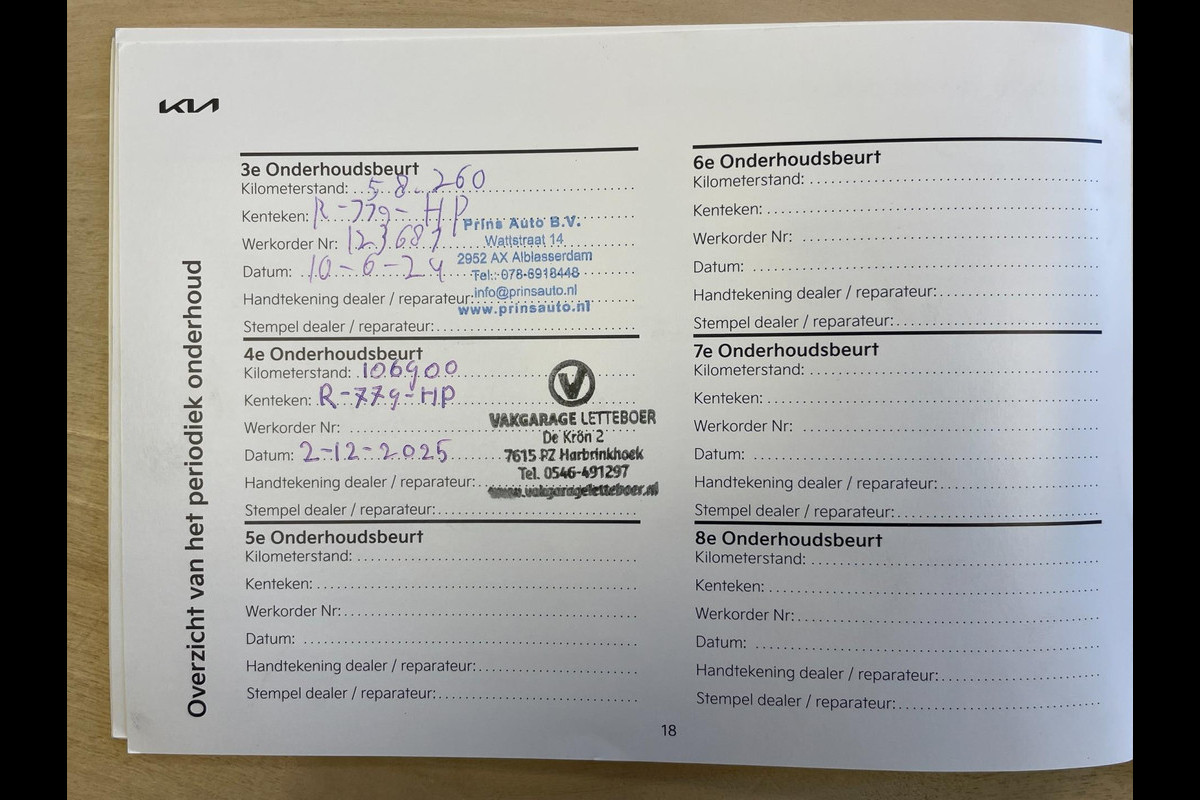 KIA
Overzicht van het periodiek onderhoud
3e Onderhoudsbeurt
Kilometerstand: 58.260
Kenteken: R-779-HP
Werkorder Nr: 123687
Datum: 10-6-24
Handtekening dealer / reparateur:
Stempel dealer / reparateur:
Prins Auto B.V.
Wattstraat 14
2952 AX Alblasserdam
Tel.: 078-6918448
info@prinsauto.nl
www.prinsauto.nl
4e Onderhoudsbeurt
Kilometerstand: 106900
Kenteken: R-779-HP
Werkorder Nr:
Datum: 2-12-2025
Handtekening dealer / reparateur:
Stempel dealer / reparateur:
V
VAKGARAGE LETTEBOER
De Krön 2
7615 PZ Harbrinkhoek
Tel. 0546-491297
www.vakgarageletteboer.nl
5e Onderhoudsbeurt
Kilometerstand:
Kenteken:
Werkorder Nr:
Datum:
Handtekening dealer / reparateur:
Stempel dealer / reparateur:
6e Onderhoudsbeurt
Kilometerstand:
Kenteken:
Werkorder Nr:
Datum:
Handtekening dealer / reparateur:
Stempel dealer / reparateur:
7e Onderhoudsbeurt
Kilometerstand:
Kenteken:
Werkorder Nr:
Datum:
Handtekening dealer / reparateur:
Stempel dealer / reparateur:
8e Onderhoudsbeurt
Kilometerstand:
Kenteken:
Werkorder Nr:
Datum:
Handtekening dealer / reparateur:
Stempel dealer / reparateur:
18